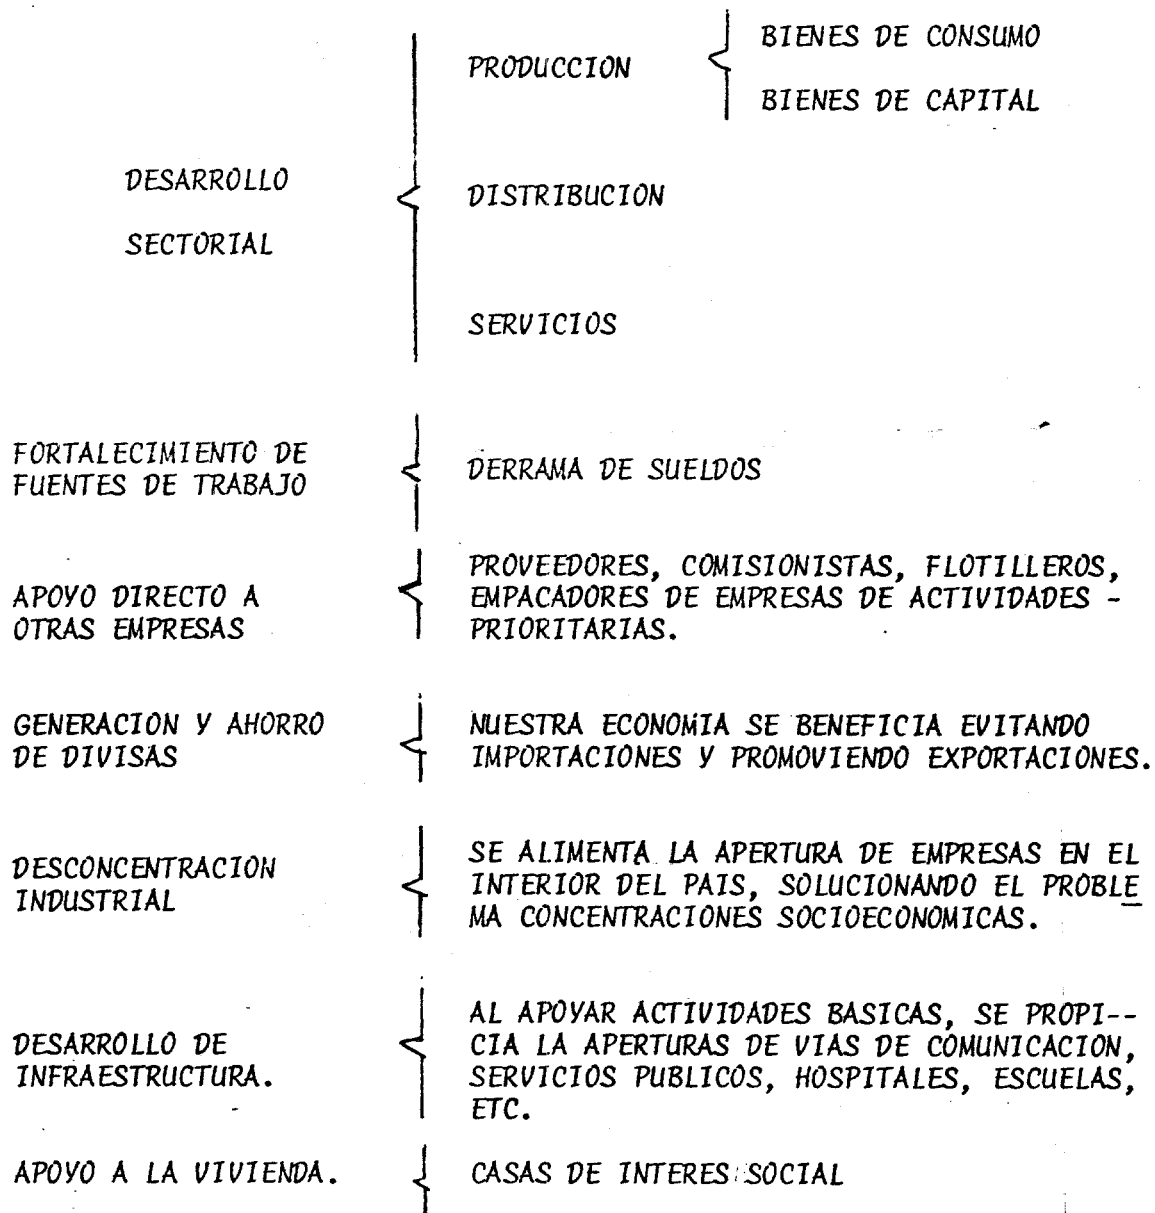 DESARROLLO
SECTORIAL
PRODUCCION
BIENES DE CONSUMO
BIENES DE CAPITAL
DISTRIBUCION
SERVICIOS
FORTALECIMIENTO DE
FUENTES DE TRABAJO
DERRAMA DE SUELDOS
APOYO DIRECTO A
OTRAS EMPRESAS
PROVEEDORES, COMISIONISTAS, FLOTILLEROS,
EMPACADORES DE EMPRESAS DE ACTIVIDADES -
PRIORITARIAS.
GENERACION Y AHORRO
DE DIVISAS
NUESTRA ECONOMIA SE BENEFICIA EVITANDO
IMPORTACIONES Y PROMOVIENDO EXPORTACIONES.
DESCONCENTRACION
INDUSTRIAL
SE ALIMENTA LA APERTURA DE EMPRESAS EN EL
INTERIOR DEL PAIS, SOLUCIONANDO EL PROBLE
MA CONCENTRACIONES SOCIOECONOMICAS.
DESARROLLO DE
INFRAESTRUCTURA.
AL APOYAR ACTIVIDADES BASICAS, SE PROPI--
CIA LA APERTURAS DE VIAS DE COMUNICACION,
SERVICIOS PUBLICOS, HOSPITALES, ESCUELAS,
ETC.
APOYO A LA VIVIENDA.
CASAS DE INTERES SOCIAL